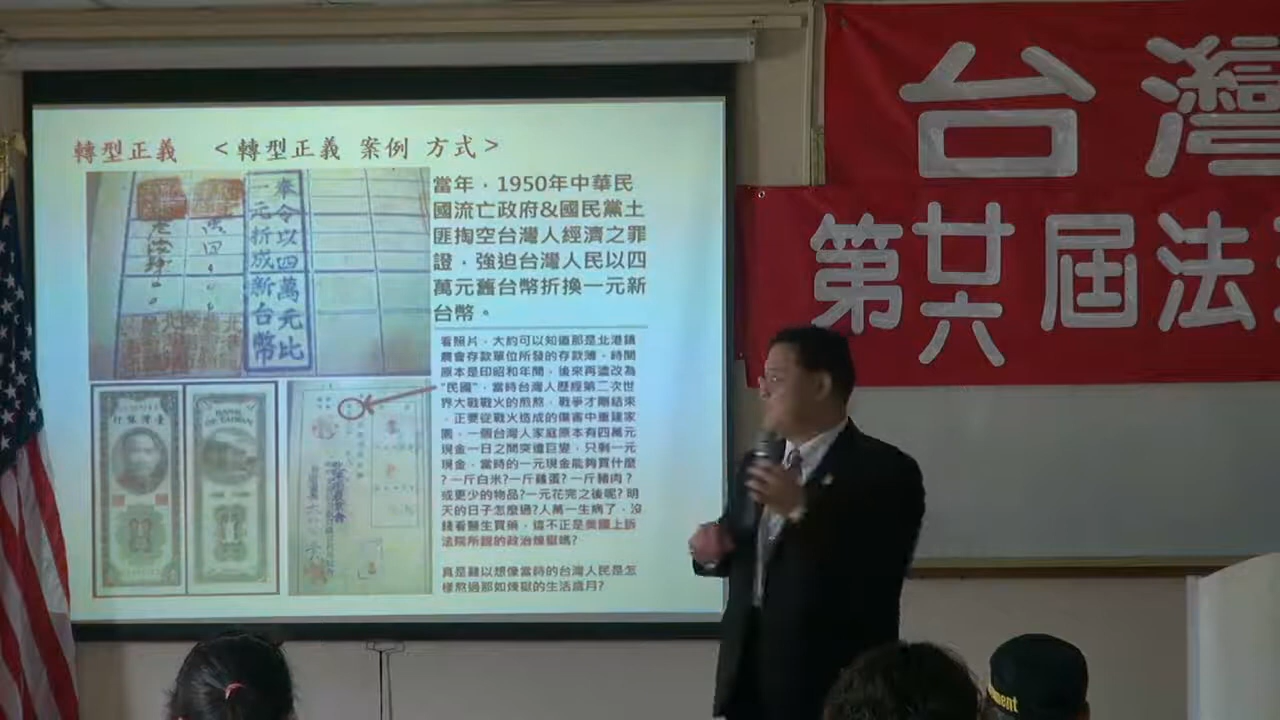 轉型正義 <轉型正義 案例 方式>
奉令以四萬元比
一元折成新台幣
當年，1950年中華民
國流亡政府&國民黨土
匪掏空台灣人經濟之罪
證，強迫台灣人民以四
萬元舊台幣折換一元新
台幣。
看照片，大約可以知道那是北港鎮
農會存款單位所發的存款簿。時間
原本是印昭和年間，後來再塗改為
"民國"，當時台灣人歷經第二次世
界大戰戰火的煎熬，戰爭才剛結束
，正要從戰火造成的傷害中重建家
園，一個台灣人家庭原本有四萬元
現金一日之間突遭巨變，只剩一元
現金，當時的一元現金能夠買什麼
？一斤白米?一斤雞蛋?一斤豬肉？
或更少的物品?一元花完之後呢? 明
天的日子怎麼過?人萬一生病了，沒
錢看醫生買藥，這不正是美國上訴
法院所說的政治煉獄嗎?
真是難以想像當時的台灣人民是怎
樣熬過那如煉獄的生活歲月?
行銀灣臺
BANK
OF TAIWAN
台灣
第廿六屆法
ment